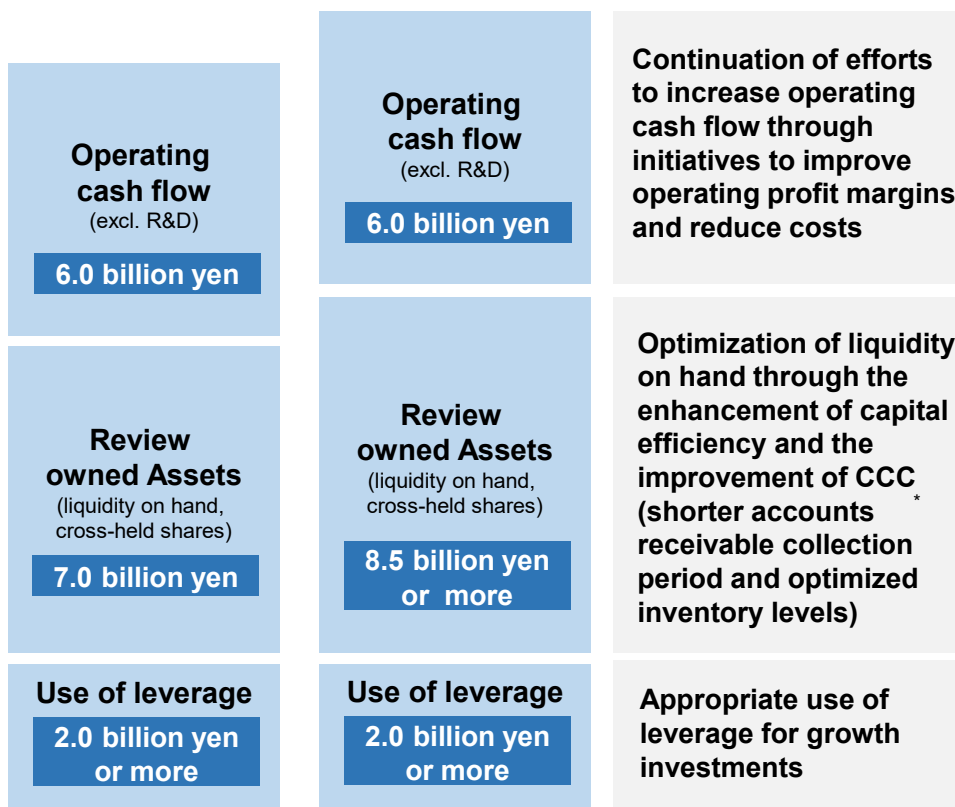 Operating
cash flow
(excl. R&D)
6.0 billion yen
Review
owned Assets
(liquidity on hand,
cross-held shares)
7.0 billion yen
Use of leverage
2.0 billion yen
or more
Operating
cash flow
(excl. R&D)
6.0 billion yen
Review
owned Assets
(liquidity on hand,
cross-held shares)
8.5 billion yen
or more
Use of leverage
2.0 billion yen
or more
Continuation of efforts
to increase operating
cash flow through
initiatives to improve
operating profit margins
and reduce costs
Optimization of liquidity
on hand through the
enhancement of capital
efficiency and the
improvement of CCC
(shorter accounts *
receivable collection
period and optimized
inventory levels)
Appropriate use of
leverage for growth
investments